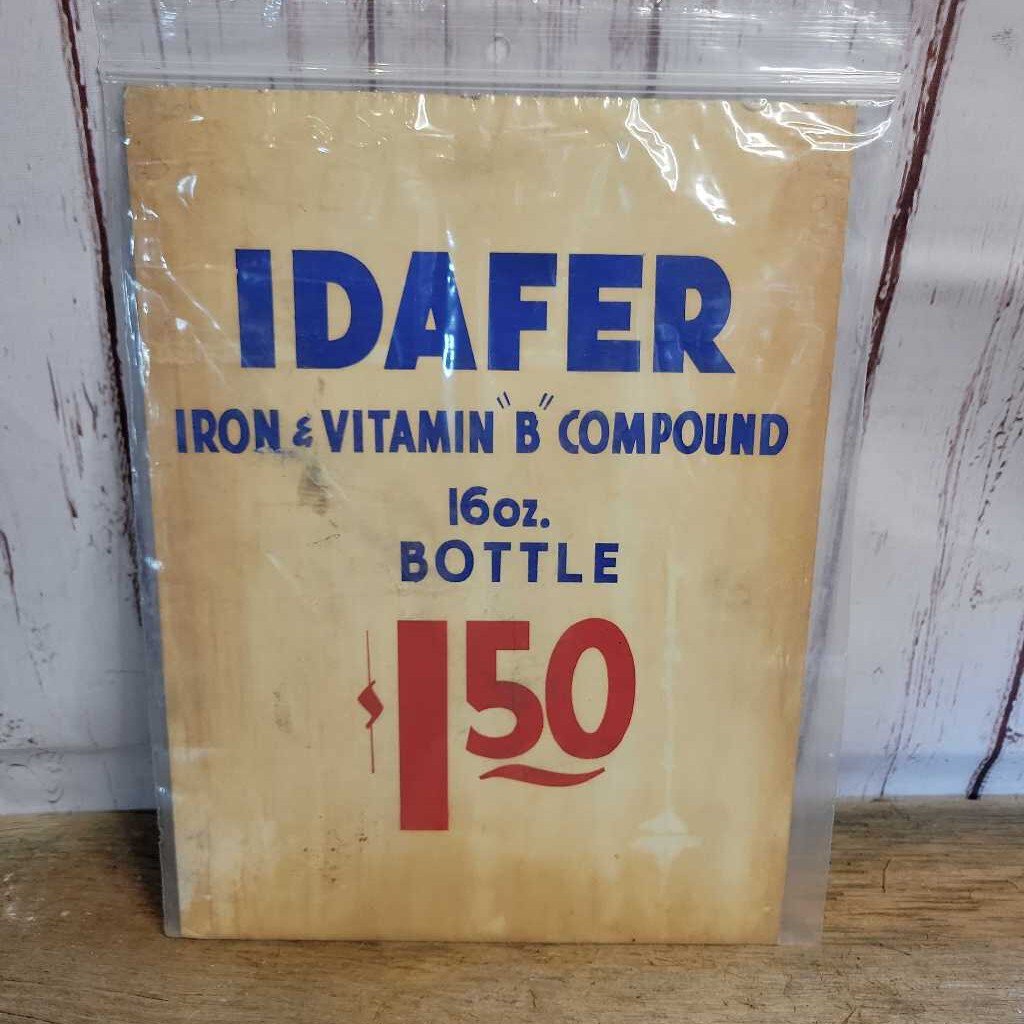 IDAFER
IRON & VITAMIN "B" COMPOUND
16oz.
BOTTLE
$1.50